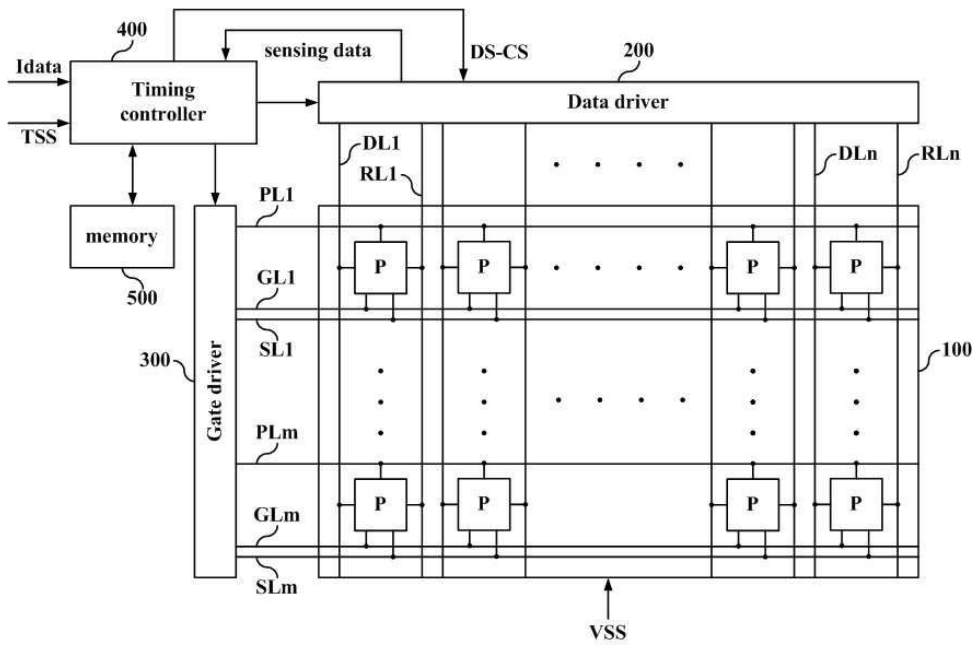 400
sensing data
DS-CS
200
Idata
Timing
controller
Data driver
TSS
DL1
RL1
DLn
RLn
memory
500
PL1
P
P
P
P
GL1
SL1
300
Gate driver
100
PLm
P
P
P
P
GLm
SLm
VSS